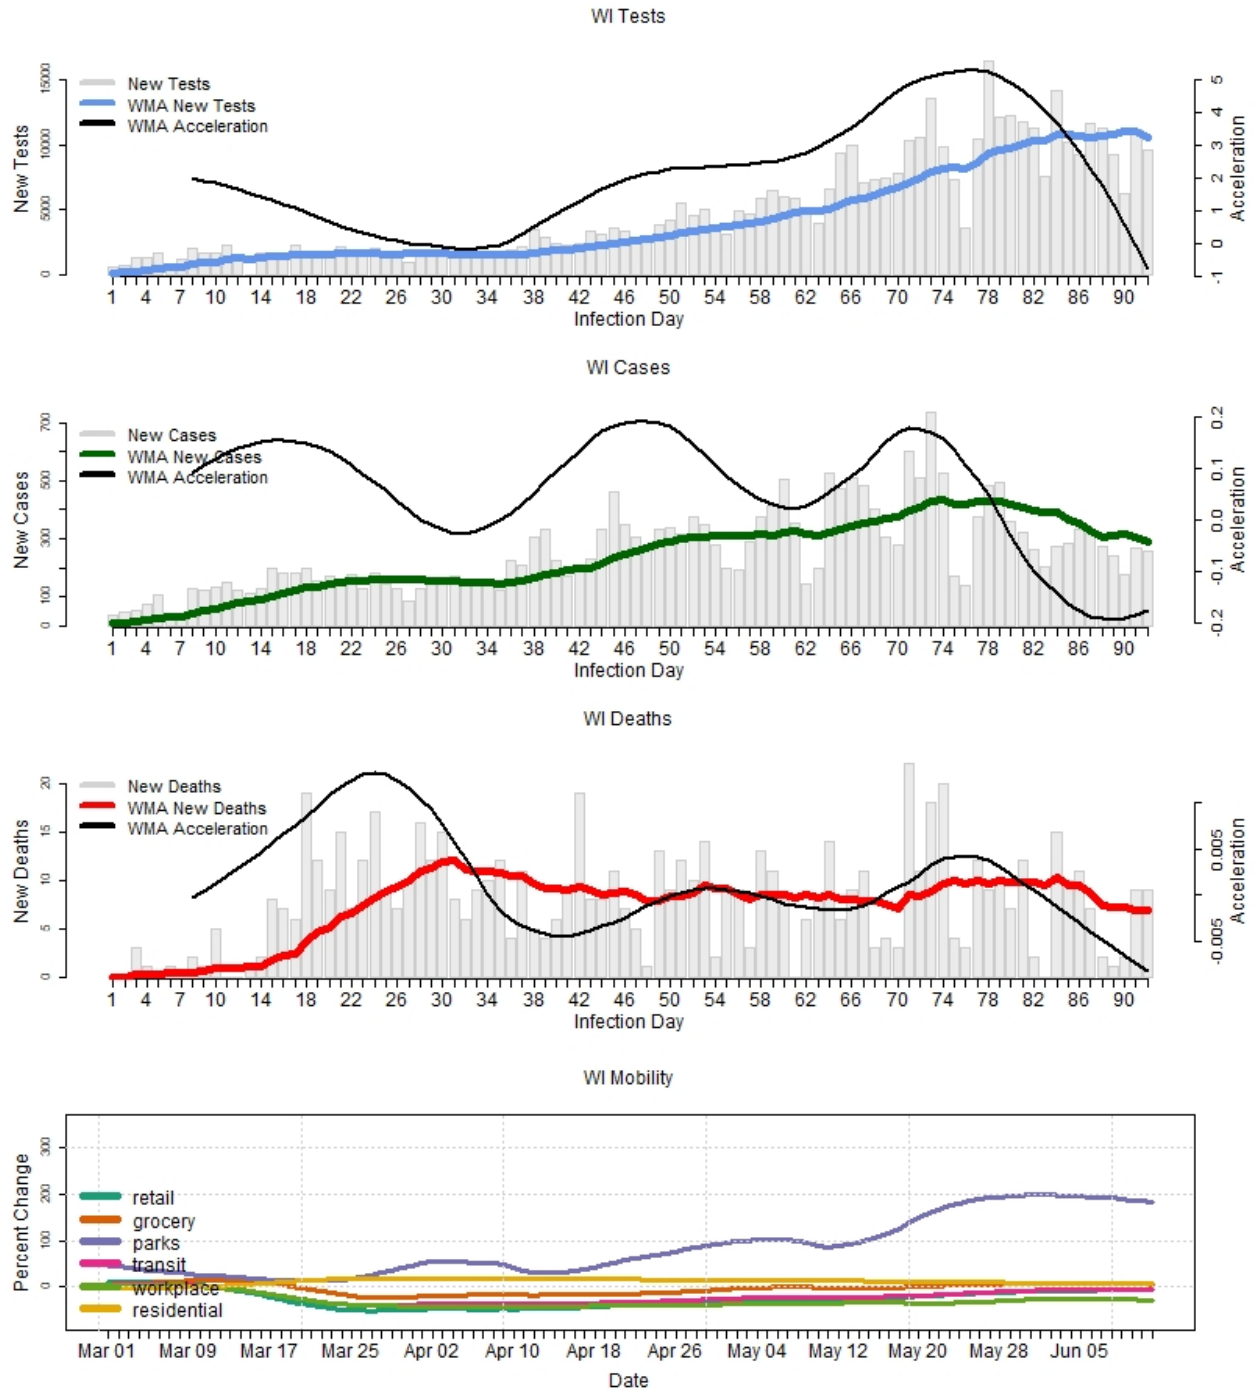 WI Tests
New Tests
WMA New Tests
WMA Acceleration
New Tests
0 5000 10000 15000
Acceleration
-1 0 1 2 3 4 5
1 4 7 10 14 18 22 26 30 34 38 42 46 50 54 58 62 66 70 74 78 82 86 90
Infection Day
WI Cases
New Cases
WMA New Cases
WMA Acceleration
New Cases
0 100 300 500 700
Acceleration
-0.2 -0.1 0.0 0.1 0.2
1 4 7 10 14 18 22 26 30 34 38 42 46 50 54 58 62 66 70 74 78 82 86 90
Infection Day
WI Deaths
New Deaths
WMA New Deaths
WMA Acceleration
New Deaths
0 5 10 15 20
Acceleration
-0.005 0.005
1 4 7 10 14 18 22 26 30 34 38 42 46 50 54 58 62 66 70 74 78 82 86 90
Infection Day
WI Mobility
Percent Change
0 100 200 300
retail
grocery
parks
transit
workplace
residential
Mar 01 Mar 09 Mar 17 Mar 25 Apr 02 Apr 10 Apr 18 Apr 26 May 04 May 12 May 20 May 28 Jun 05
Date